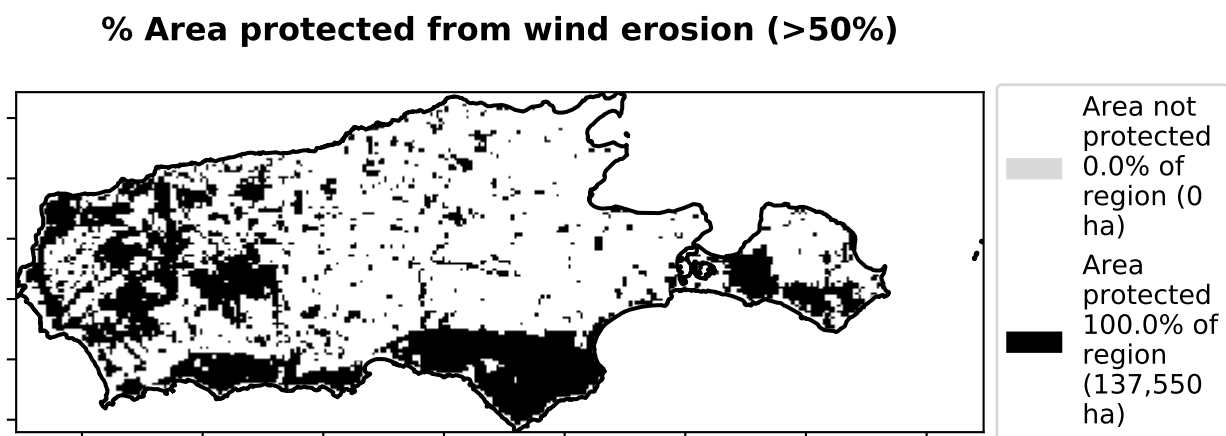 % Area protected from wind erosion (>50%)
Area not
protected
0.0% of
region (0
ha)
Area
protected
100.0% of
region
(137,550
ha)